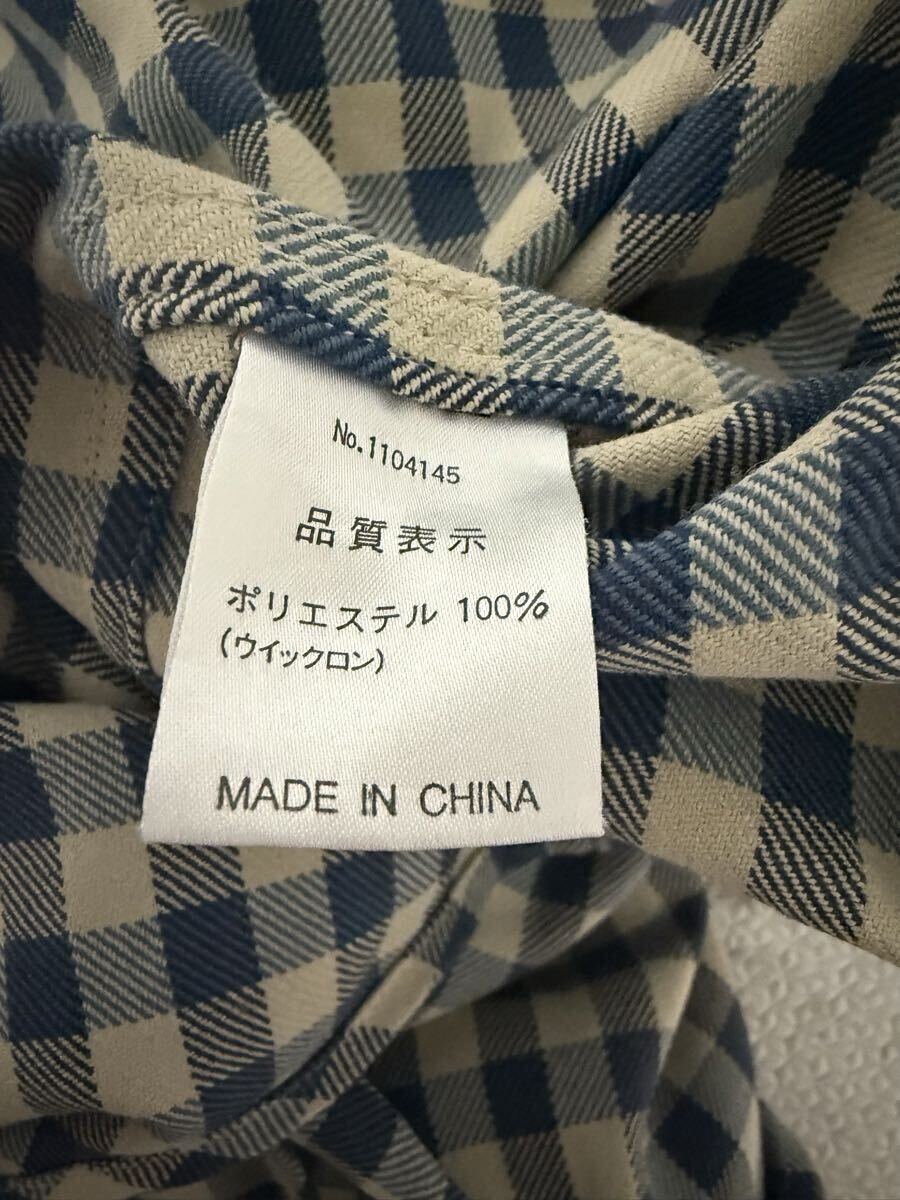 No.1104145
品質表示
ポリエステル 100%
(ウイックロン)
MADE IN CHINA